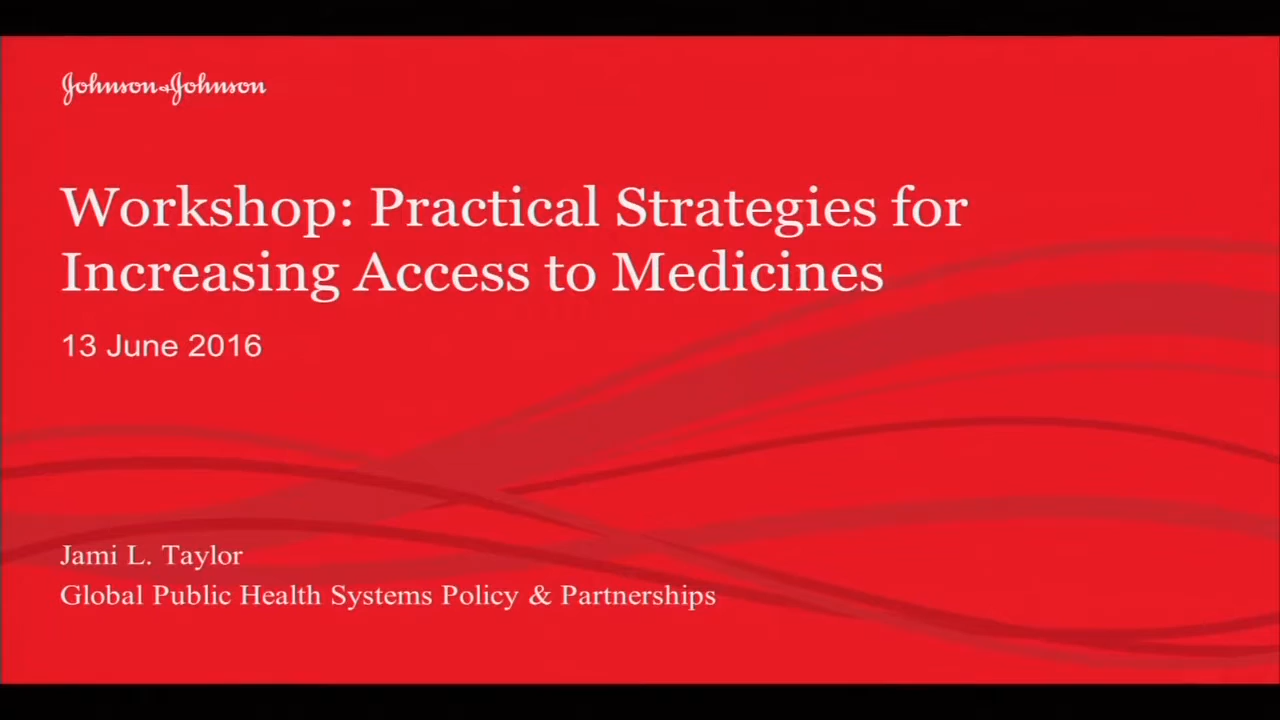 Johnson & Johnson
Workshop: Practical Strategies for
Increasing Access to Medicines
13 June 2016
Jami L. Taylor
Global Public Health Systems Policy & Partnerships